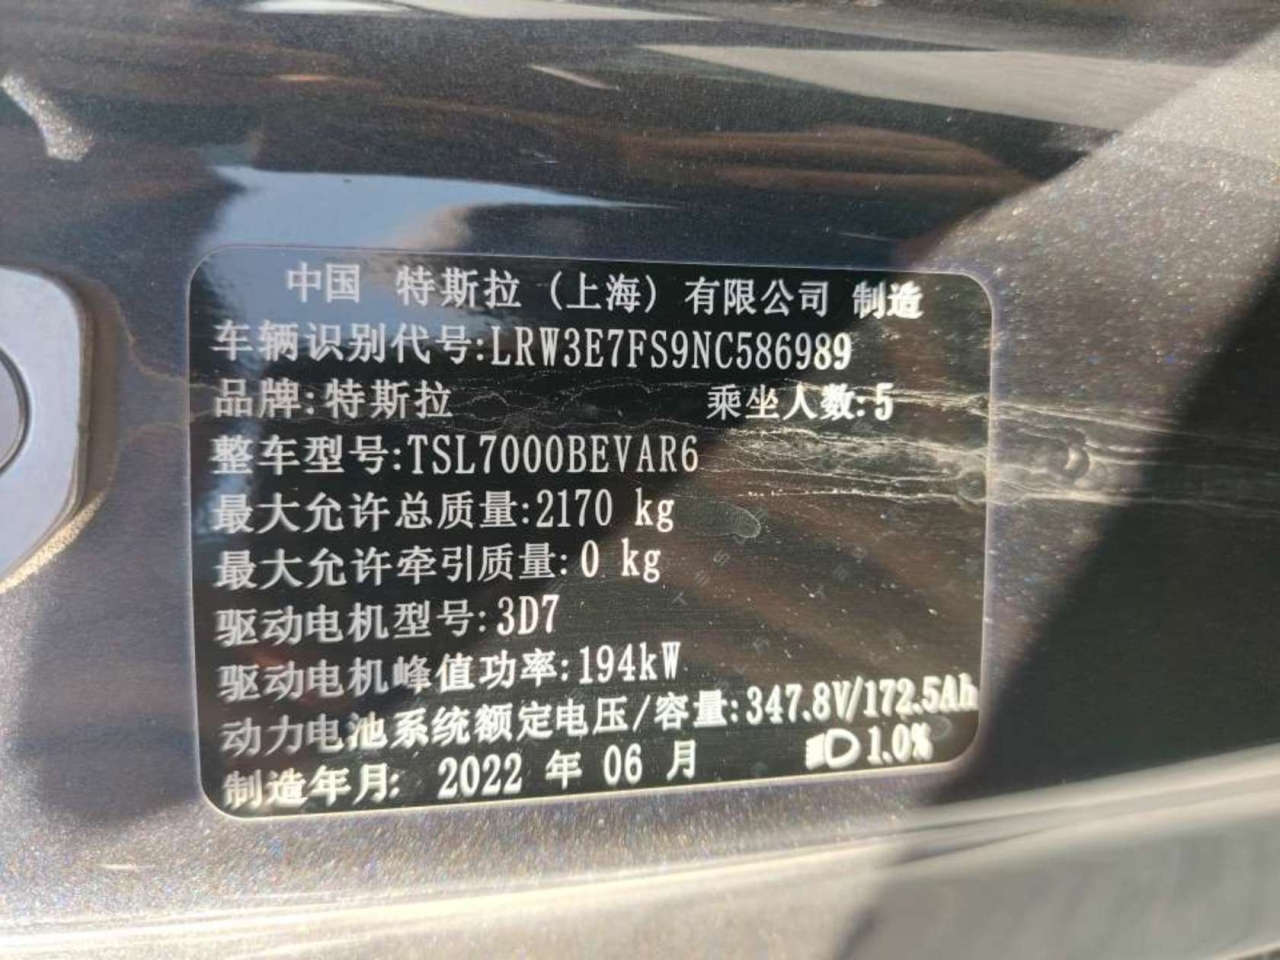 中国 特斯拉 (上海) 有限公司 制造
车辆识别代号:LRW3E7FS9NC586989
品牌:特斯拉 乘坐人数:5
整车型号:TSL7000BEVAR6
最大允许总质量:2170 kg
最大允许牵引质量:0 kg
驱动电机型号:3D7
驱动电机峰值功率:194kW
动力电池系统额定电压/容量:347.8V/172.5Ah
制造年月: 2022 年 06 月 1.0%